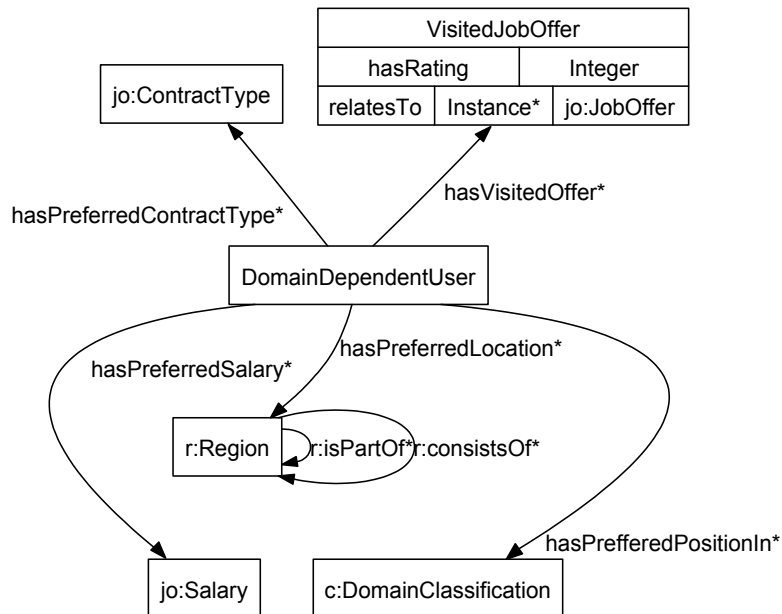 VisitedJobOffer
hasRating Integer
relatesTo Instance* jo:JobOffer
jo:ContractType
hasPreferredContractType*
hasVisitedOffer*
DomainDependentUser
hasPreferredSalary*
hasPreferredLocation*
r:Region
r:isPartOf*
r:consistsOf*
hasPrefferedPositionIn*
jo:Salary
c:DomainClassification